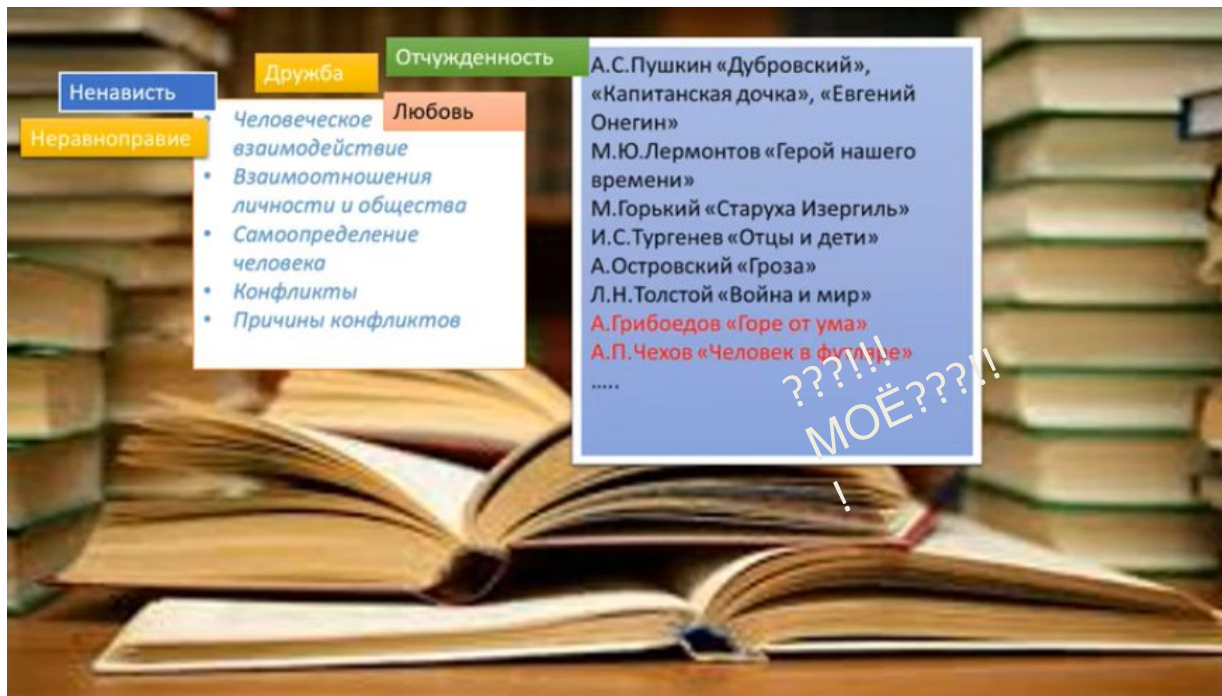 Ненависть
Дружба
Отчужденность
Неравноправие
Любовь
• Человеческое
взаимодействие
• Взаимоотношения
личности и общества
• Самоопределение
человека
• Конфликты
• Причины конфликтов
А.С.Пушкин «Дубровский»,
«Капитанская дочка», «Евгений
Онегин»
М.Ю.Лермонтов «Герой нашего
времени»
М.Горький «Старуха Изергиль»
И.С.Тургенев «Отцы и дети»
А.Островский «Гроза»
Л.Н.Толстой «Война и мир»
А.Грибоедов «Горе от ума»
А.П.Чехов «Человек в футляре»
.....
???!!!
МОЁ???!!
!